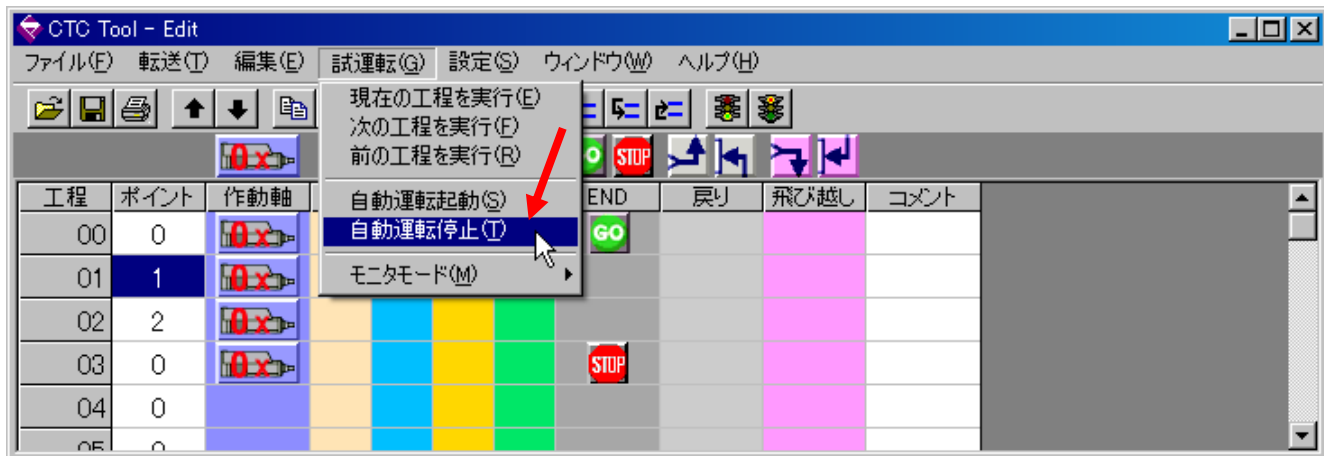 CTC Tool - Edit
ファイル(F) 転送(T) 編集(E) 試運転(G) 設定(S) ウィンドウ(W) ヘルプ(H)
現在の工程を実行(E)
次の工程を実行(F)
前の工程を実行(R)
STOP
自動運転起動(S)
自動運転停止(T)
モニタモード(M)
工程 ポイント 作動軸 END 戻り 飛び越し コメント
00 0 0x GO
01 1 0x
02 2 0x
03 0 0x STOP
04 0